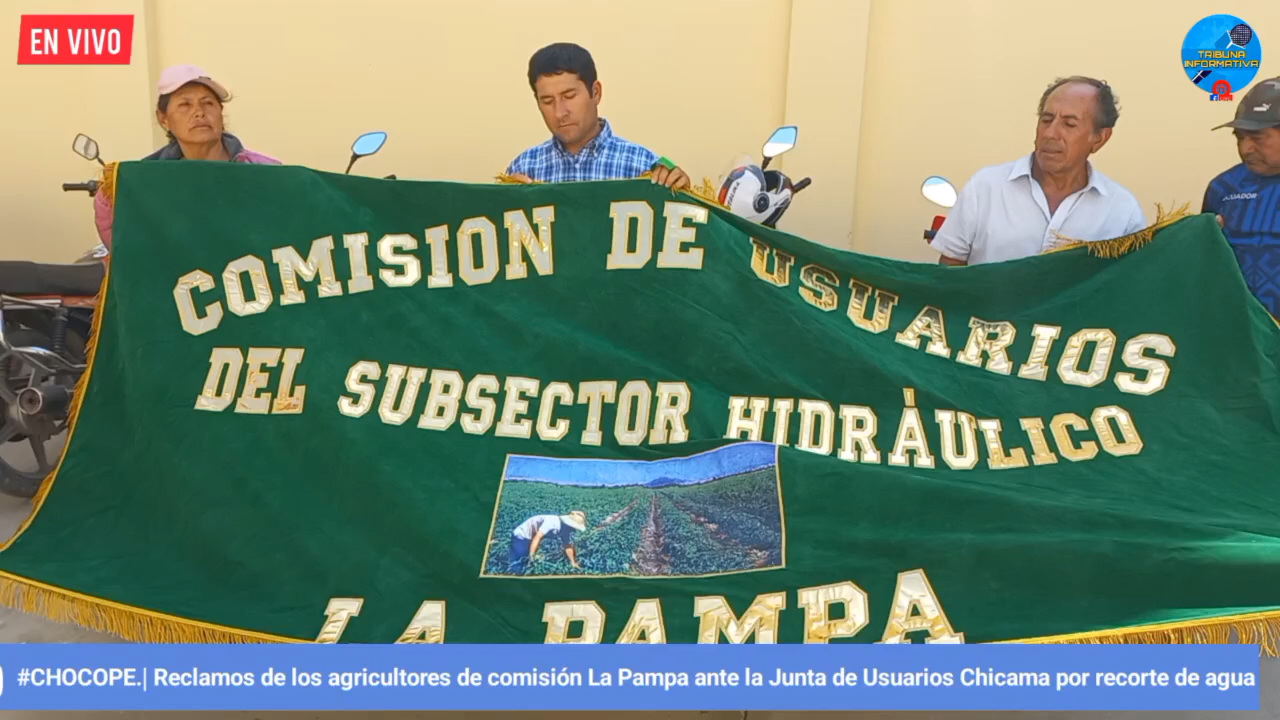 EN VIVO
TRIBUNA
INFORMATIVA
COMISION DE USUARIOS
DEL SUBSECTOR HIDRÁULICO
LA PAMPA
#CHOCOPE.| Reclamos de los agricultores de comisión La Pampa ante la Junta de Usuarios Chicama por recorte de agua